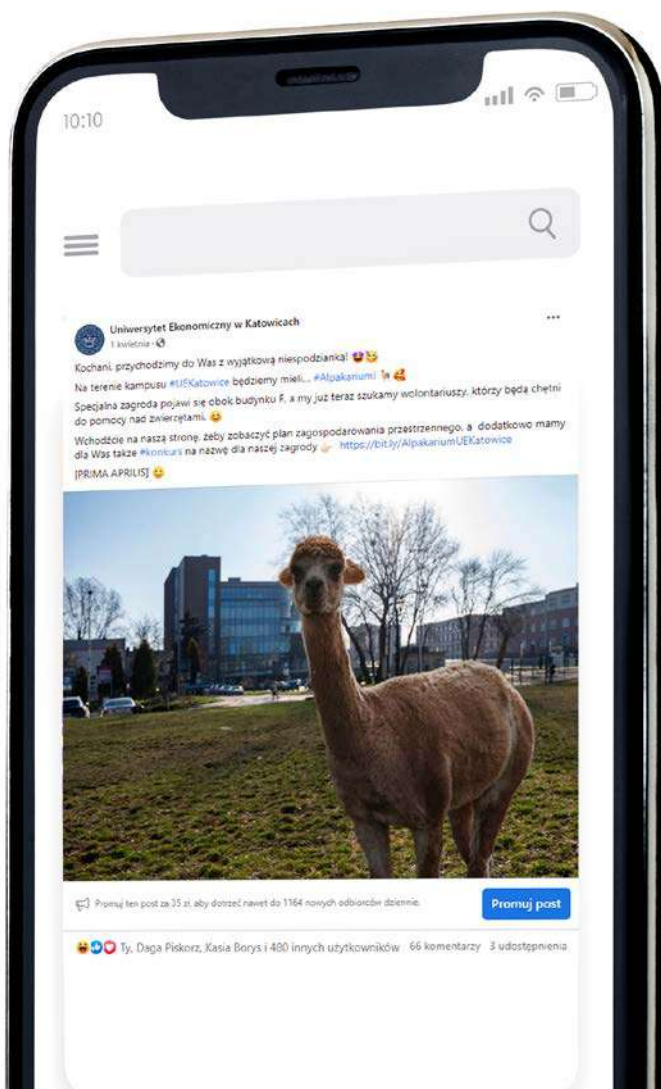 10:10
Uniwersytet Ekonomiczny w Katowicach
1 kwietnia ·
Kochani, przychodzimy do Was z wyjątkową niespodzianką! 🤩🥳
Na terenie kampusu #UEKatowice będziemy mieli... #Alpakarium! 🦙🥰
Specjalna zagroda pojawi się obok budynku F, a my już teraz szukamy wolontariuszy, którzy będą chętni
do pomocy nad zwierzętami. 😊
Wchodźcie na naszą stronę, żeby zobaczyć plan zagospodarowania przestrzennego, a dodatkowo mamy
dla Was także #konkurs na nazwę dla naszej zagrody 👉 https://bit.ly/AlpakariumUEKatowice
[PRIMA APRILIS] 😊
Promuj ten post za 35 zł, aby dotrzeć nawet do 1164 nowych odbiorców dziennie.
Promuj post
Ty, Daga Piskorz, Kasia Borys i 480 innych użytkowników 66 komentarzy 3 udostępnienia